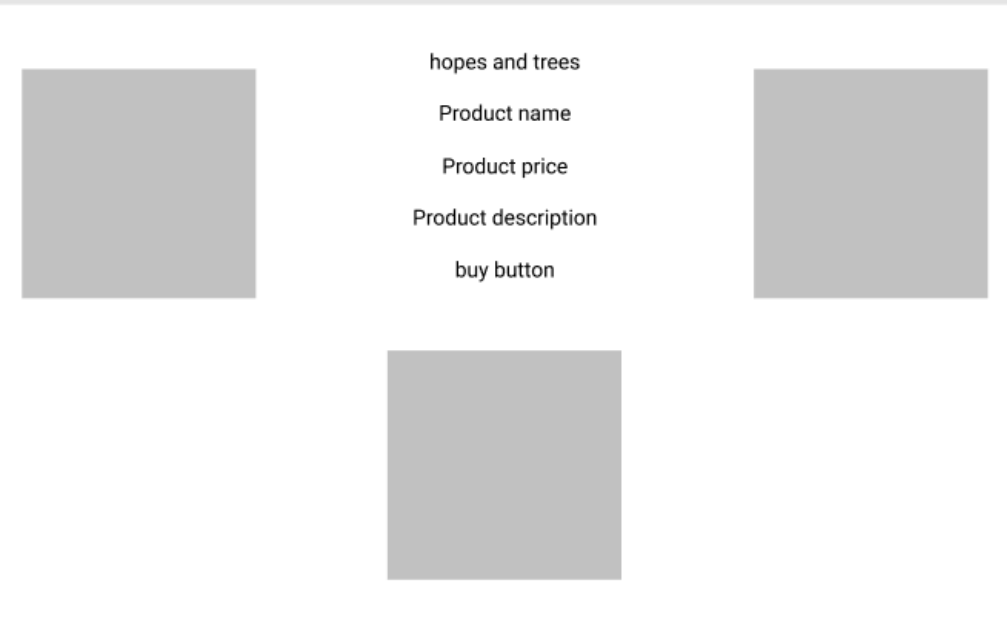 hopes and trees
Product name
Product price
Product description
buy button